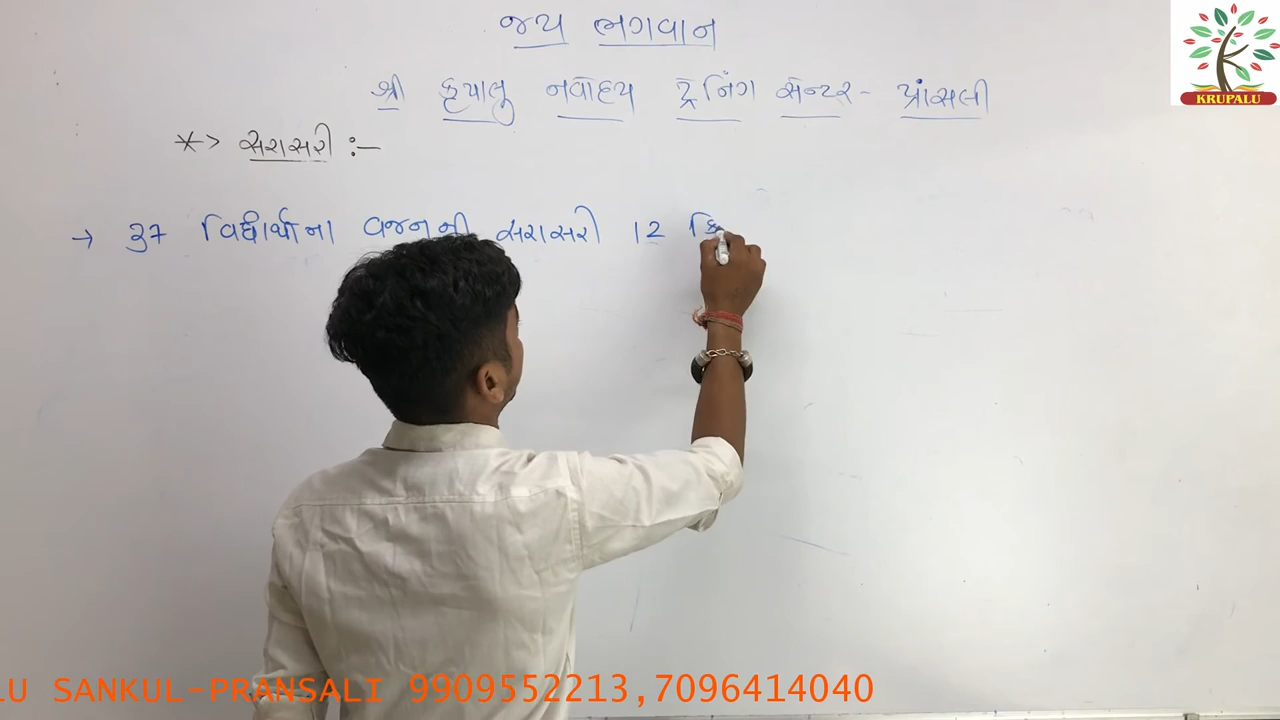 જય ભગવાન
KRUPALU
શ્રી કૃપાલુ નવોદય ટ્રેનિંગ સેન્ટર - પ્રાંસલી
*> સરાસરી :-
→ 37 વિદ્યાર્થીના વજનની સરાસરી 12 કિ
LU SANKUL-PRANSALI 9909552213,7096414040